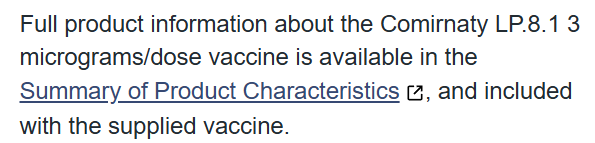 Full product information about the Comirnaty LP.8.1 3
micrograms/dose vaccine is available in the
Summary of Product Characteristics , and included
with the supplied vaccine.